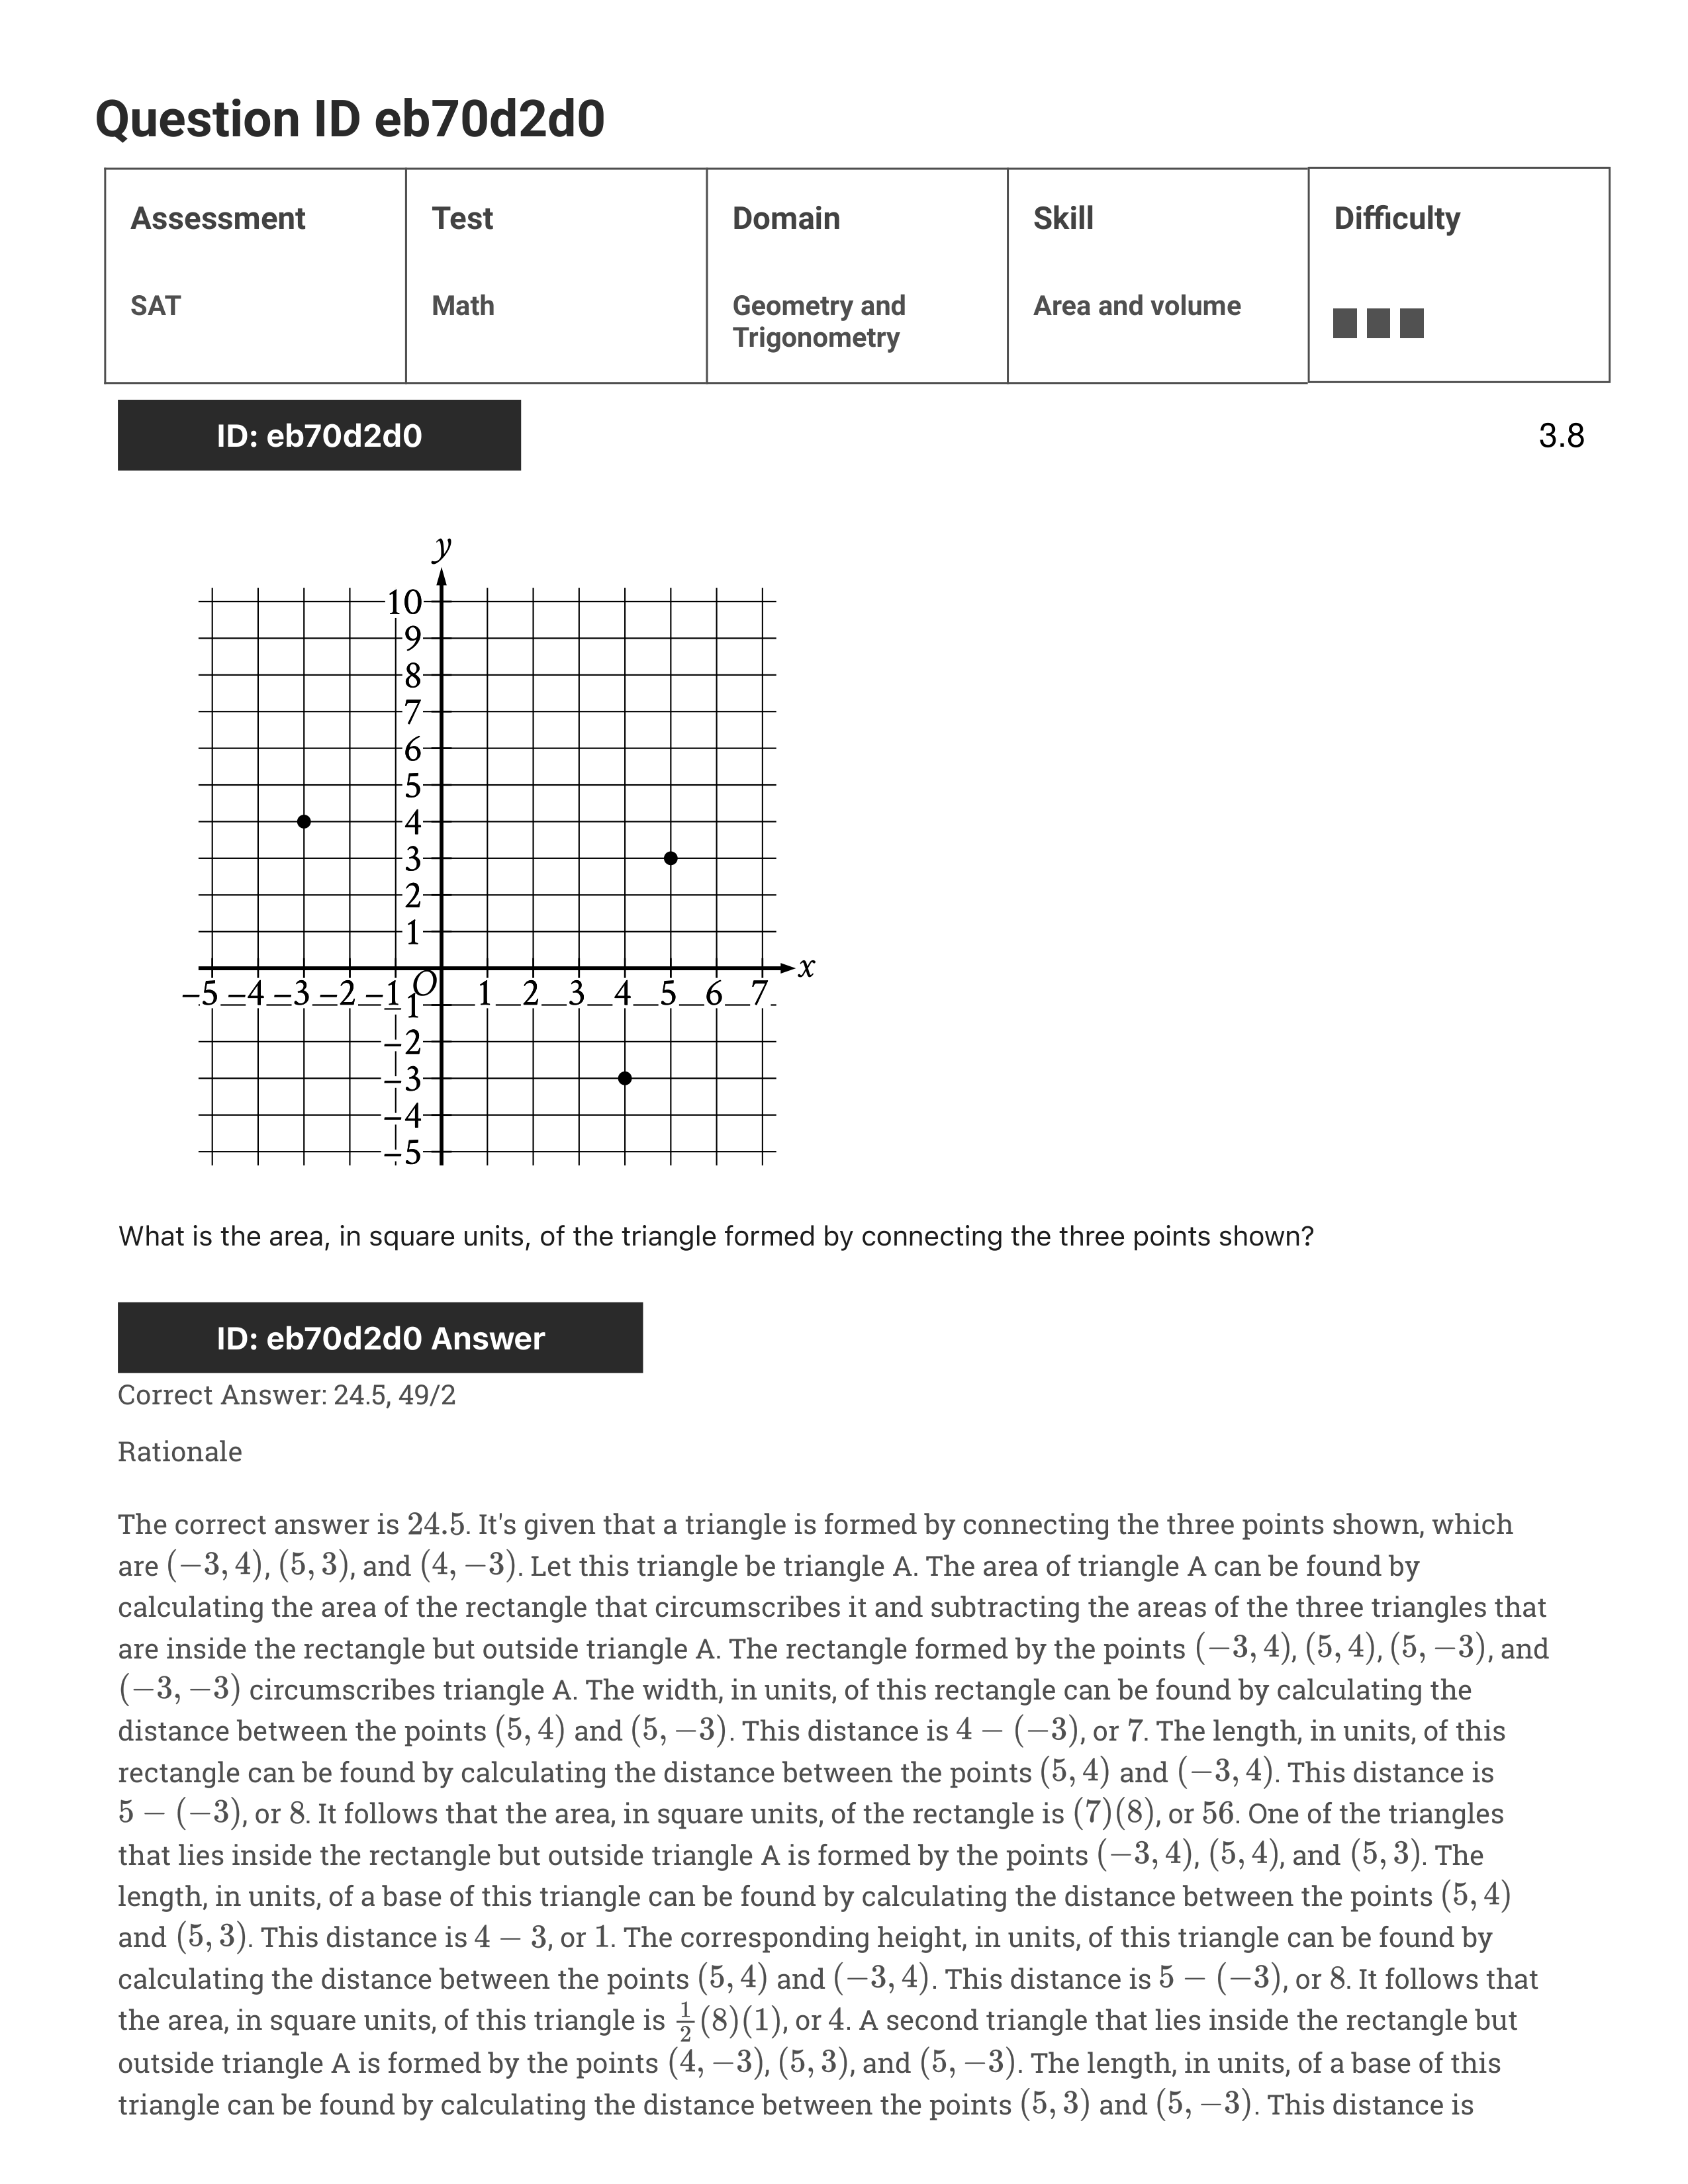 Question ID eb70d2d0
Assessment Test Domain Skill Difficulty
SAT Math Geometry and Trigonometry Area and volume
ID: eb70d2d0 3.8
y
10
9
8
7
6
5
4
3
2
1
x
O
−5 −4 −3 −2 −1 1 2 3 4 5 6 7
−1
−2
−3
−4
−5
What is the area, in square units, of the triangle formed by connecting the three points shown?
ID: eb70d2d0 Answer
Correct Answer: 24.5, 49/2
Rationale
The correct answer is 24.5. It's given that a triangle is formed by connecting the three points shown, which
are (−3, 4), (5, 3), and (4, −3). Let this triangle be triangle A. The area of triangle A can be found by
calculating the area of the rectangle that circumscribes it and subtracting the areas of the three triangles that
are inside the rectangle but outside triangle A. The rectangle formed by the points (−3, 4), (5, 4), (5, −3), and
(−3, −3) circumscribes triangle A. The width, in units, of this rectangle can be found by calculating the
distance between the points (5, 4) and (5, −3). This distance is 4 − (−3), or 7. The length, in units, of this
rectangle can be found by calculating the distance between the points (5, 4) and (−3, 4). This distance is
5 − (−3), or 8. It follows that the area, in square units, of the rectangle is (7)(8), or 56. One of the triangles
that lies inside the rectangle but outside triangle A is formed by the points (−3, 4), (5, 4), and (5, 3). The
length, in units, of a base of this triangle can be found by calculating the distance between the points (5, 4)
and (5, 3). This distance is 4 − 3, or 1. The corresponding height, in units, of this triangle can be found by
calculating the distance between the points (5, 4) and (−3, 4). This distance is 5 − (−3), or 8. It follows that
the area, in square units, of this triangle is 1/2(8)(1), or 4. A second triangle that lies inside the rectangle but
outside triangle A is formed by the points (4, −3), (5, 3), and (5, −3). The length, in units, of a base of this
triangle can be found by calculating the distance between the points (5, 3) and (5, −3). This distance is